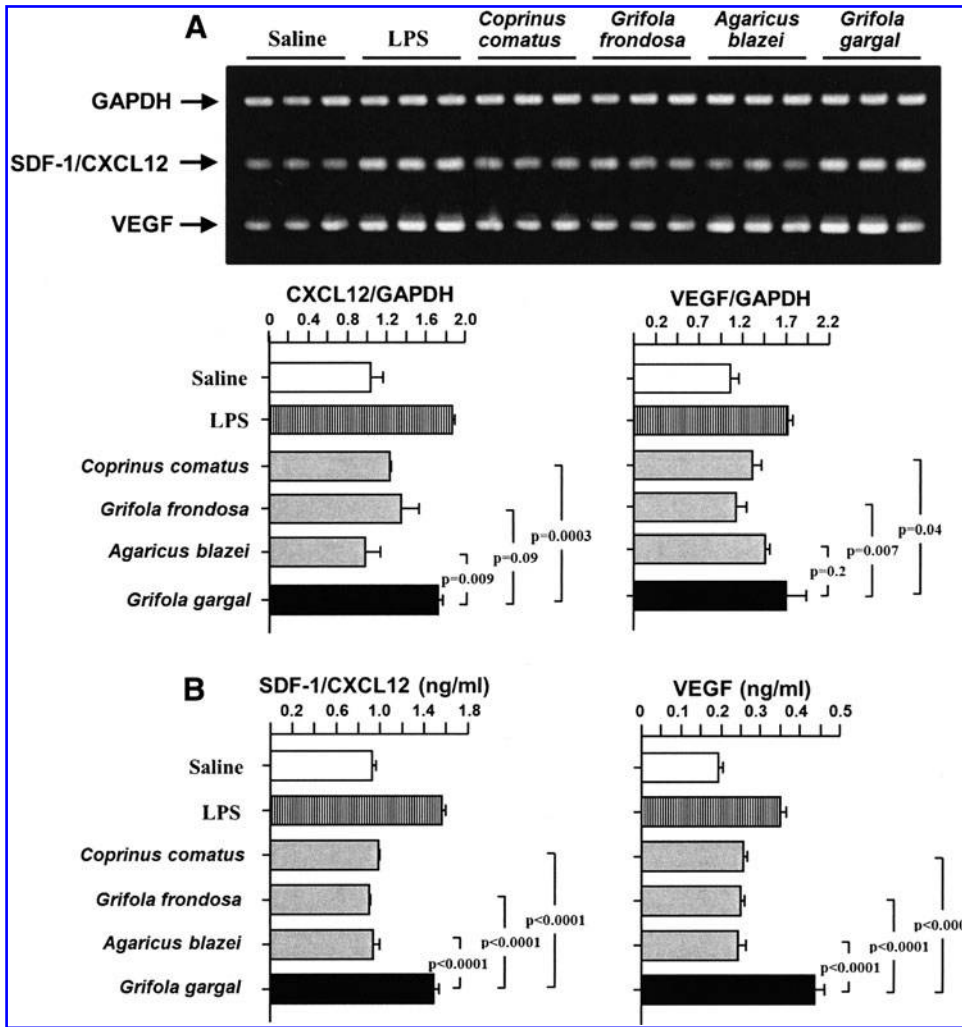 A
Saline LPS Coprinus comatus Grifola frondosa Agaricus blazei Grifola gargal
GAPDH
SDF-1/CXCL12
VEGF
CXCL12/GAPDH
0 0.4 0.8 1.2 1.6 2.0
Saline
LPS
Coprinus comatus
Grifola frondosa
Agaricus blazei
Grifola gargal
p=0.009
p=0.09
p=0.0003
VEGF/GAPDH
0.2 0.7 1.2 1.7 2.2
p=0.2
p=0.007
p=0.04
B
SDF-1/CXCL12 (ng/ml)
0.2 0.6 1.0 1.4 1.8
Saline
LPS
Coprinus comatus
Grifola frondosa
Agaricus blazei
Grifola gargal
p<0.0001
p<0.0001
p<0.0001
VEGF (ng/ml)
0 0.1 0.2 0.3 0.4 0.5
p<0.0001
p<0.0001